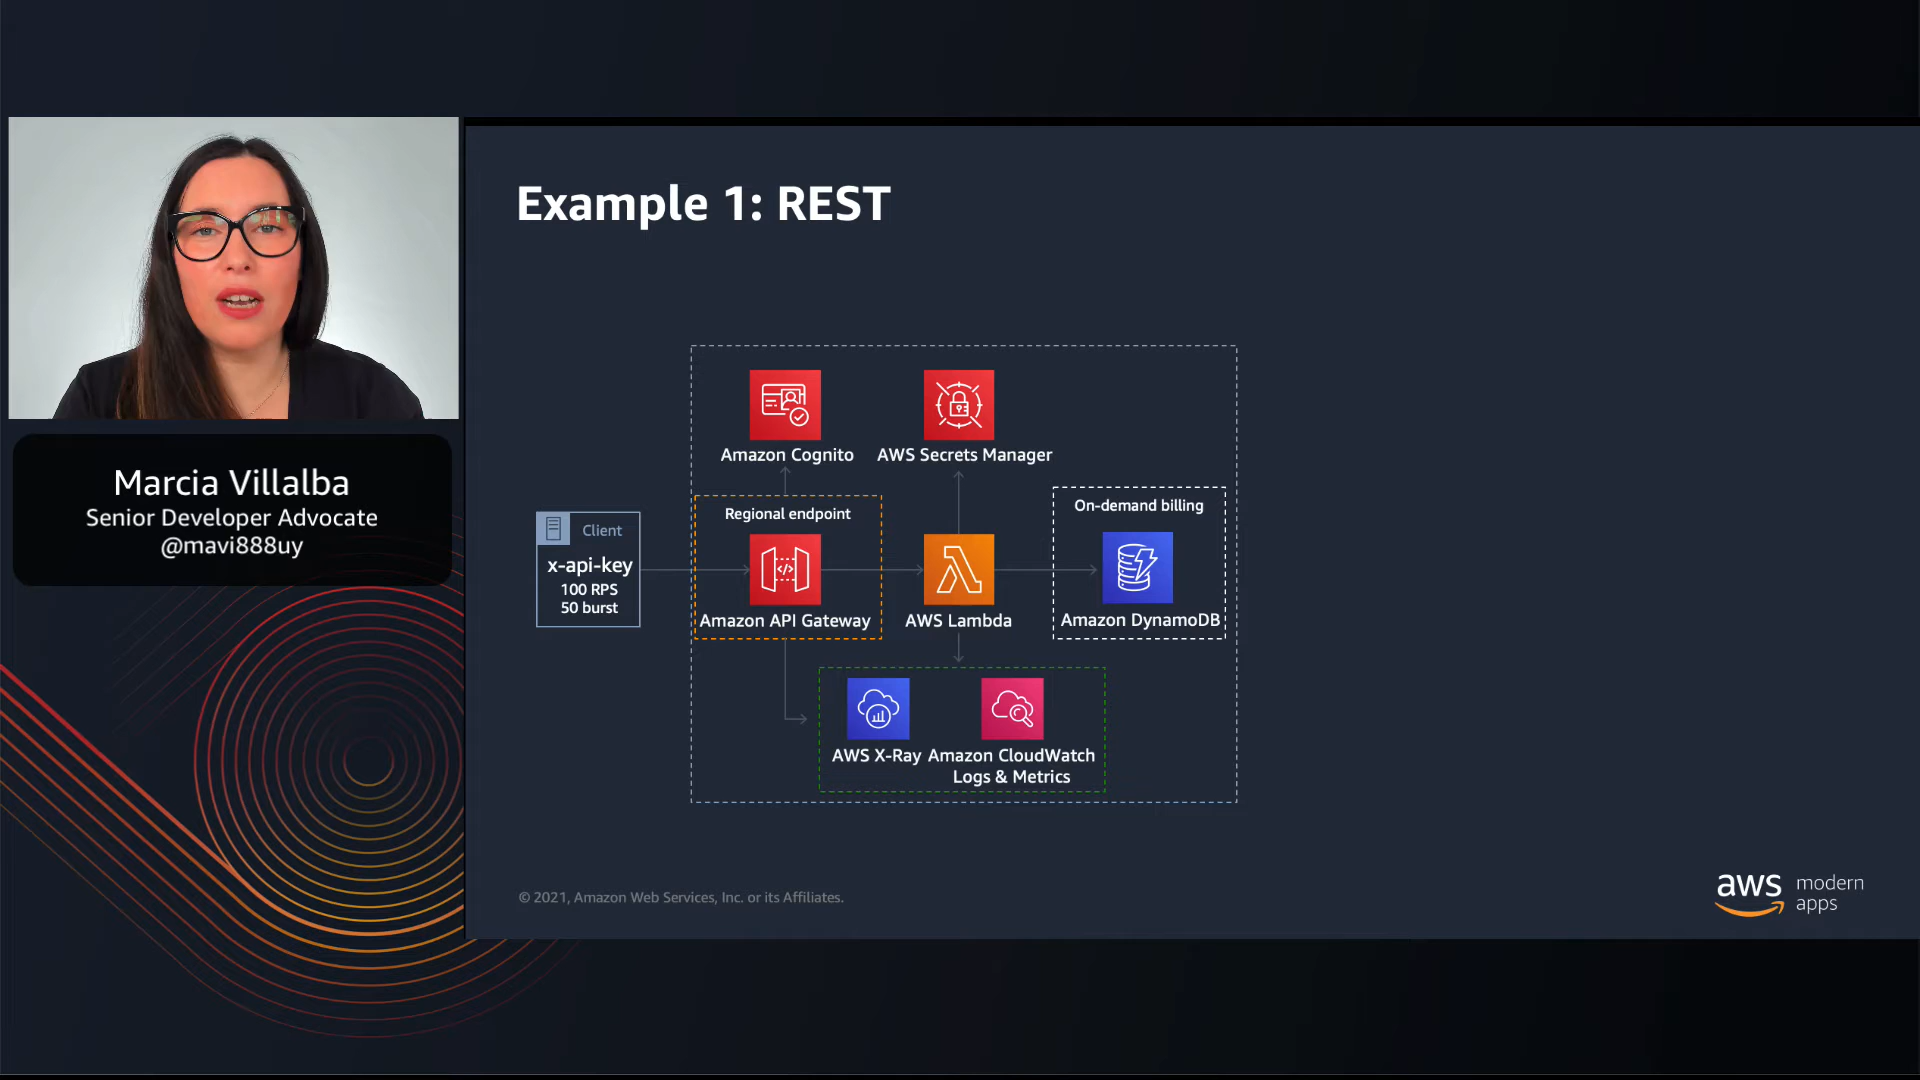 Marcia Villalba
Senior Developer Advocate
@mavi888uy
Example 1: REST
Amazon Cognito
AWS Secrets Manager
Client
x-api-key
100 RPS
50 burst
Regional endpoint
Amazon API Gateway
AWS Lambda
On-demand billing
Amazon DynamoDB
AWS X-Ray
Amazon CloudWatch
Logs & Metrics
© 2021, Amazon Web Services, Inc. or its Affiliates.
aws
modern
apps